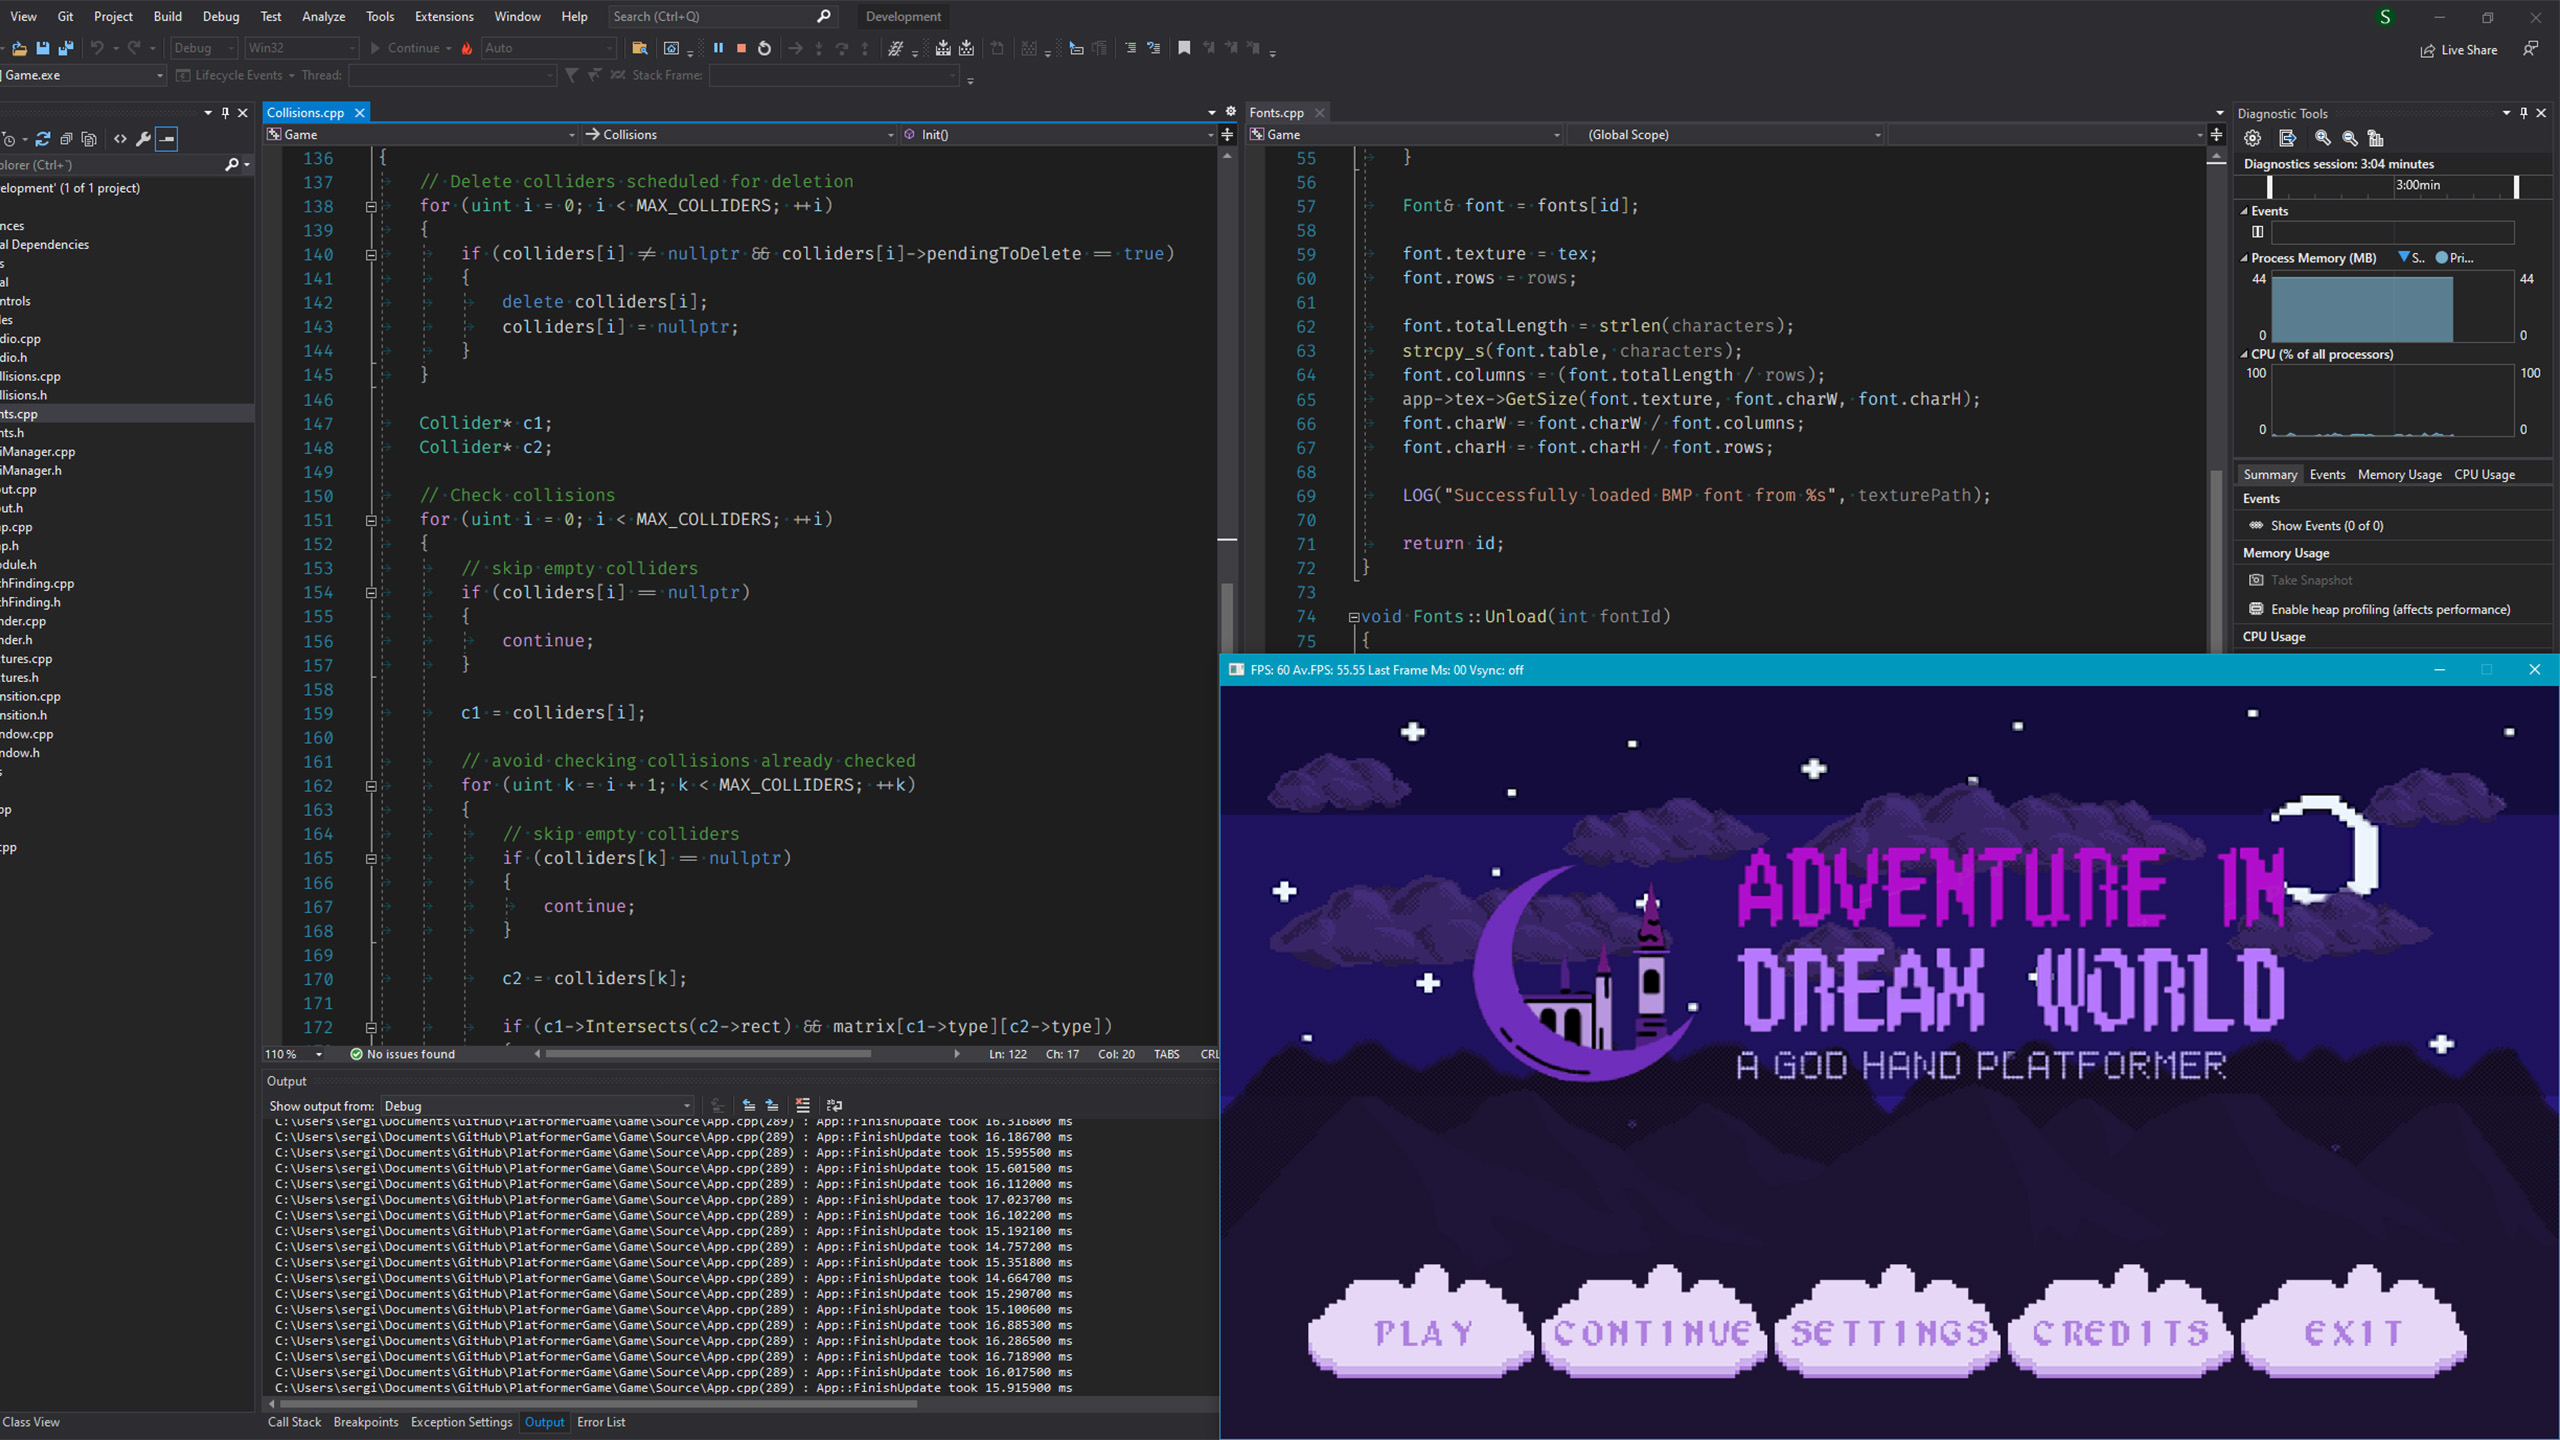 View Git Project Build Debug Test Analyze Tools Extensions Window Help Search (Ctrl+Q) Development S
Debug Win32 Continue Auto Live Share
Game.exe Lifecycle Events Thread: Stack Frame:
Collisions.cpp
Game Collisions Init()
136 {
137 // Delete colliders scheduled for deletion
138 for (uint i = 0; i < MAX_COLLIDERS; ++i)
139 {
140 if (colliders[i] ≠ nullptr && colliders[i]->pendingToDelete == true)
141 {
142 delete colliders[i];
143 colliders[i] = nullptr;
144 }
145 }
146
147 Collider* c1;
148 Collider* c2;
149
150 // Check collisions
151 for (uint i = 0; i < MAX_COLLIDERS; ++i)
152 {
153 // skip empty colliders
154 if (colliders[i] == nullptr)
155 {
156 continue;
157 }
158
159 c1 = colliders[i];
160
161 // avoid checking collisions already checked
162 for (uint k = i + 1; k < MAX_COLLIDERS; ++k)
163 {
164 // skip empty colliders
165 if (colliders[k] == nullptr)
166 {
167 continue;
168 }
169
170 c2 = colliders[k];
171
172 if (c1->Intersects(c2->rect) && matrix[c1->type][c2->type])
110 % No issues found Ln: 122 Ch: 17 Col: 20 TABS CRL
Fonts.cpp
Game (Global Scope)
55 }
56
57 Font& font = fonts[id];
58
59 font.texture = tex;
60 font.rows = rows;
61
62 font.totalLength = strlen(characters);
63 strcpy_s(font.table, characters);
64 font.columns = (font.totalLength / rows);
65 app->tex->GetSize(font.texture, font.charW, font.charH);
66 font.charW = font.charW / font.columns;
67 font.charH = font.charH / font.rows;
68
69 LOG("Successfully loaded BMP font from %s", texturePath);
70
71 return id;
72 }
73
74 void Fonts::Unload(int fontId)
75 {
Diagnostic Tools
Diagnostics session: 3:04 minutes
3:00min
Events
Process Memory (MB) S.. Pri...
44 44
0 0
CPU (% of all processors)
100 100
0 0
Summary Events Memory Usage CPU Usage
Events
Show Events (0 of 0)
Memory Usage
Take Snapshot
Enable heap profiling (affects performance)
CPU Usage
plorer (Ctrl+¨)
elopment' (1 of 1 project)
nces
al Dependencies
s
al
ntrols
les
dio.cpp
dio.h
llisions.cpp
llisions.h
nts.cpp
nts.h
iManager.cpp
iManager.h
out.cpp
out.h
ap.cpp
ap.h
odule.h
thFinding.cpp
thFinding.h
nder.cpp
nder.h
tures.cpp
tures.h
nsition.cpp
nsition.h
ndow.cpp
ndow.h
s
pp
cpp
Class View
Output
Show output from: Debug
C:\Users\sergi\Documents\GitHub\PlatformerGame\Game\Source\App.cpp(289) : App::FinishUpdate took 16.316800 ms
C:\Users\sergi\Documents\GitHub\PlatformerGame\Game\Source\App.cpp(289) : App::FinishUpdate took 16.186700 ms
C:\Users\sergi\Documents\GitHub\PlatformerGame\Game\Source\App.cpp(289) : App::FinishUpdate took 15.595500 ms
C:\Users\sergi\Documents\GitHub\PlatformerGame\Game\Source\App.cpp(289) : App::FinishUpdate took 15.601500 ms
C:\Users\sergi\Documents\GitHub\PlatformerGame\Game\Source\App.cpp(289) : App::FinishUpdate took 16.112000 ms
C:\Users\sergi\Documents\GitHub\PlatformerGame\Game\Source\App.cpp(289) : App::FinishUpdate took 17.023700 ms
C:\Users\sergi\Documents\GitHub\PlatformerGame\Game\Source\App.cpp(289) : App::FinishUpdate took 16.102200 ms
C:\Users\sergi\Documents\GitHub\PlatformerGame\Game\Source\App.cpp(289) : App::FinishUpdate took 15.192100 ms
C:\Users\sergi\Documents\GitHub\PlatformerGame\Game\Source\App.cpp(289) : App::FinishUpdate took 14.757200 ms
C:\Users\sergi\Documents\GitHub\PlatformerGame\Game\Source\App.cpp(289) : App::FinishUpdate took 15.351800 ms
C:\Users\sergi\Documents\GitHub\PlatformerGame\Game\Source\App.cpp(289) : App::FinishUpdate took 14.664700 ms
C:\Users\sergi\Documents\GitHub\PlatformerGame\Game\Source\App.cpp(289) : App::FinishUpdate took 15.290700 ms
C:\Users\sergi\Documents\GitHub\PlatformerGame\Game\Source\App.cpp(289) : App::FinishUpdate took 15.100600 ms
C:\Users\sergi\Documents\GitHub\PlatformerGame\Game\Source\App.cpp(289) : App::FinishUpdate took 16.885300 ms
C:\Users\sergi\Documents\GitHub\PlatformerGame\Game\Source\App.cpp(289) : App::FinishUpdate took 16.286500 ms
C:\Users\sergi\Documents\GitHub\PlatformerGame\Game\Source\App.cpp(289) : App::FinishUpdate took 16.718900 ms
C:\Users\sergi\Documents\GitHub\PlatformerGame\Game\Source\App.cpp(289) : App::FinishUpdate took 16.017500 ms
C:\Users\sergi\Documents\GitHub\PlatformerGame\Game\Source\App.cpp(289) : App::FinishUpdate took 15.915900 ms
Call Stack Breakpoints Exception Settings Output Error List
FPS: 60 Av.FPS: 55.55 Last Frame Ms: 00 Vsync: off
ADVENTURE IN
DREAM WORLD
A GOD HAND PLATFORMER
PLAY CONTINUE SETTINGS CREDITS EXIT